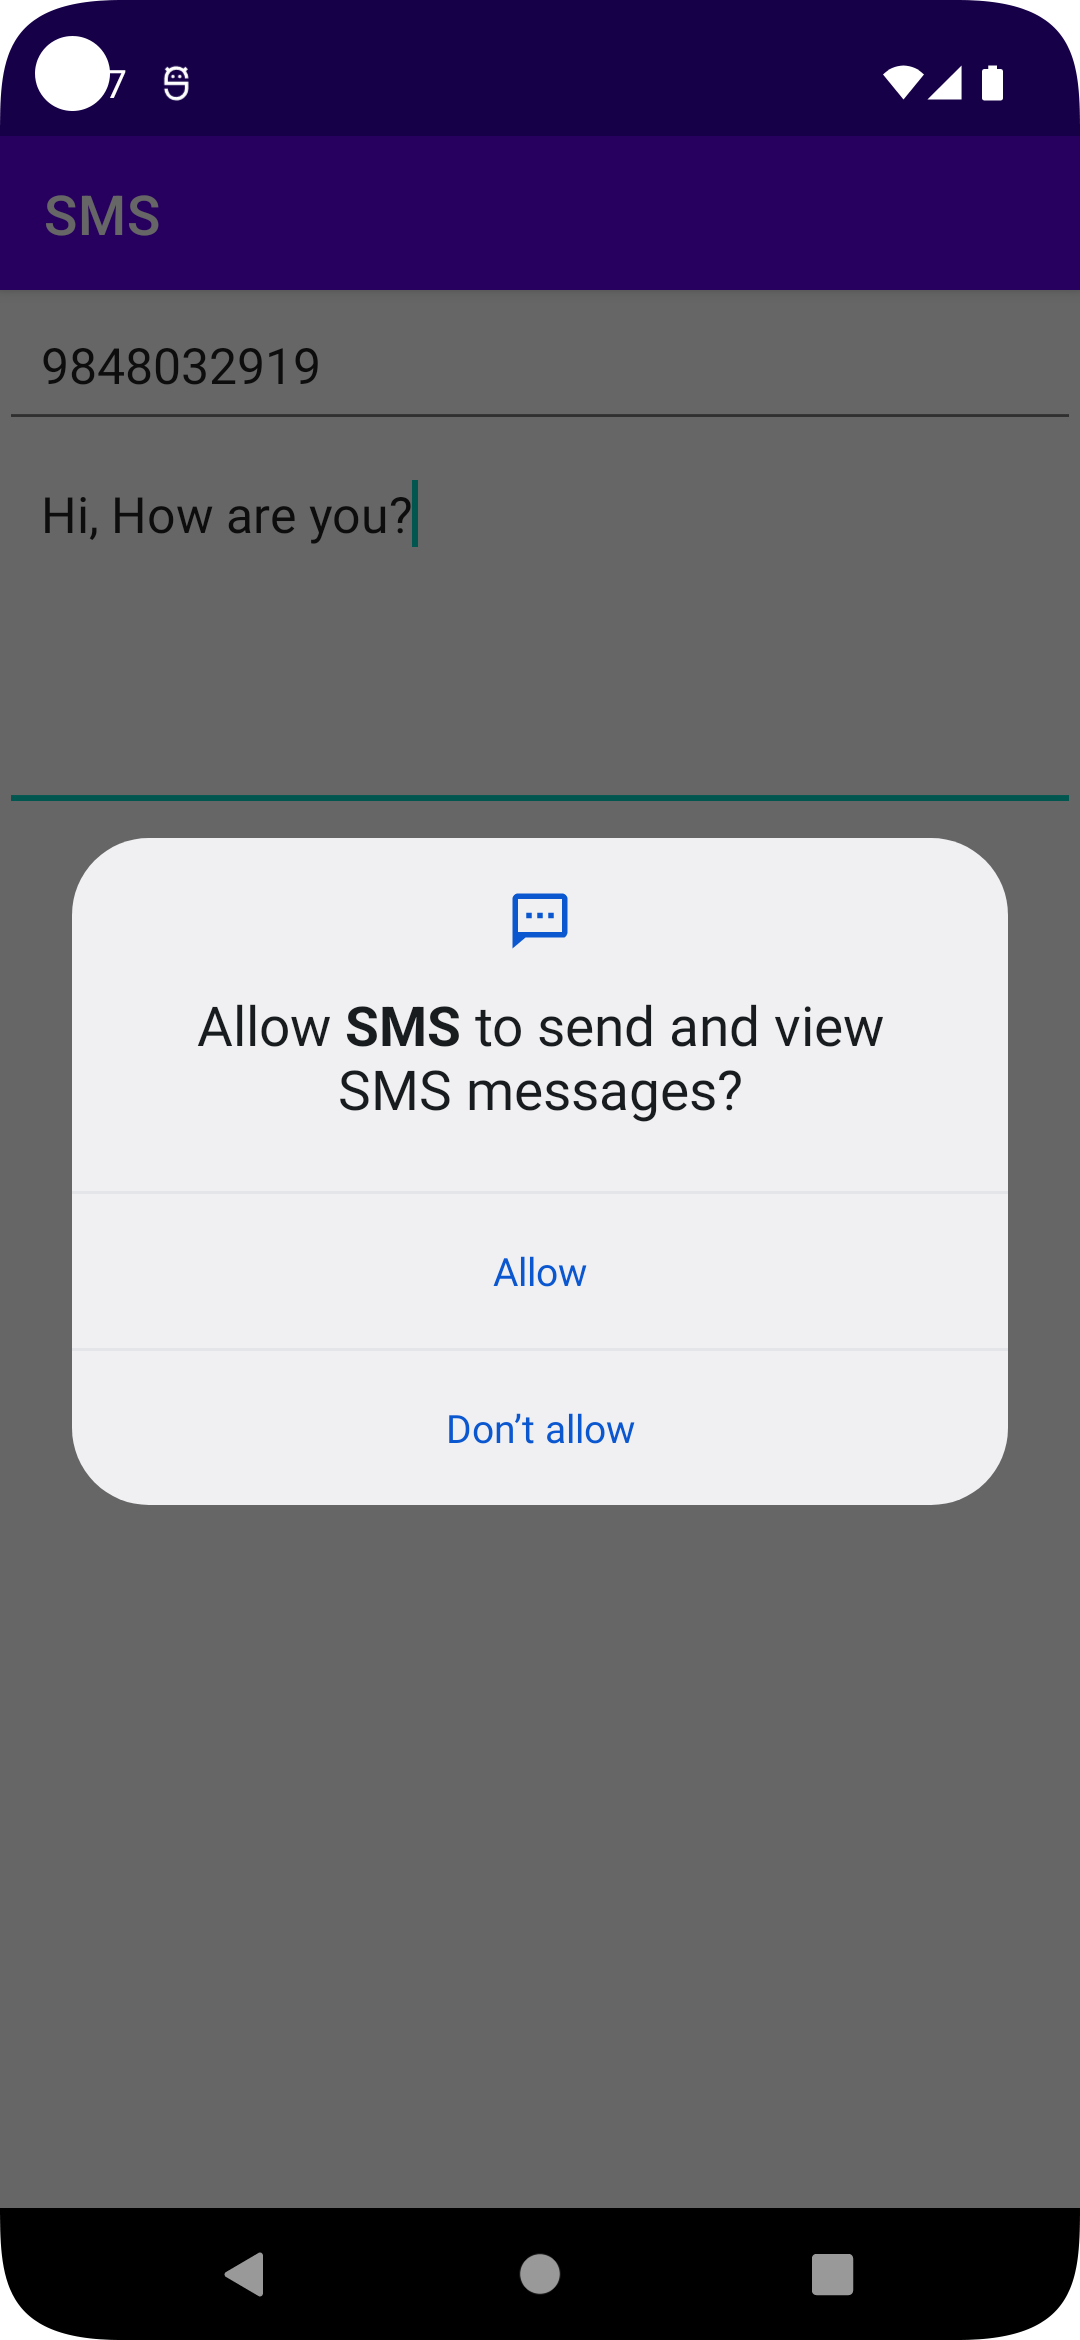 7
SMS
9848032919
Hi, How are you?
Allow SMS to send and view
SMS messages?
Allow
Don’t allow